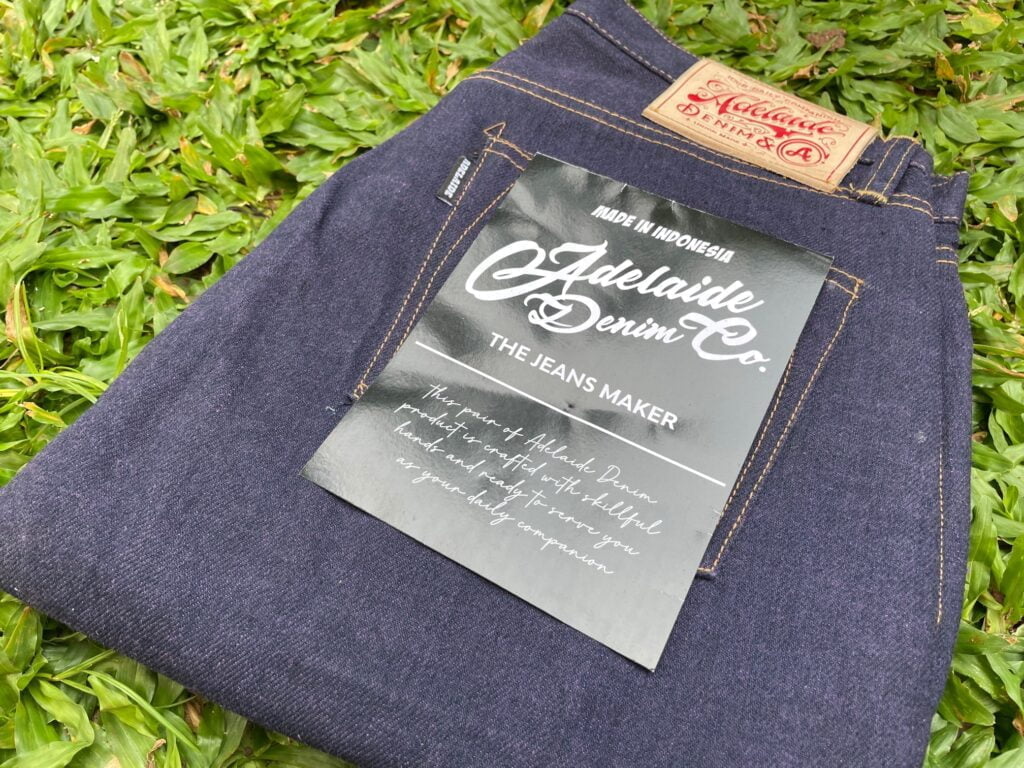 Adelaide
DENIM & A
ADELAIDE
MADE IN INDONESIA
Adelaide
Denim Co.
THE JEANS MAKER
this pair of Adelaide Denim
product is crafted with skillful
hands and ready to serve you
as your daily companion